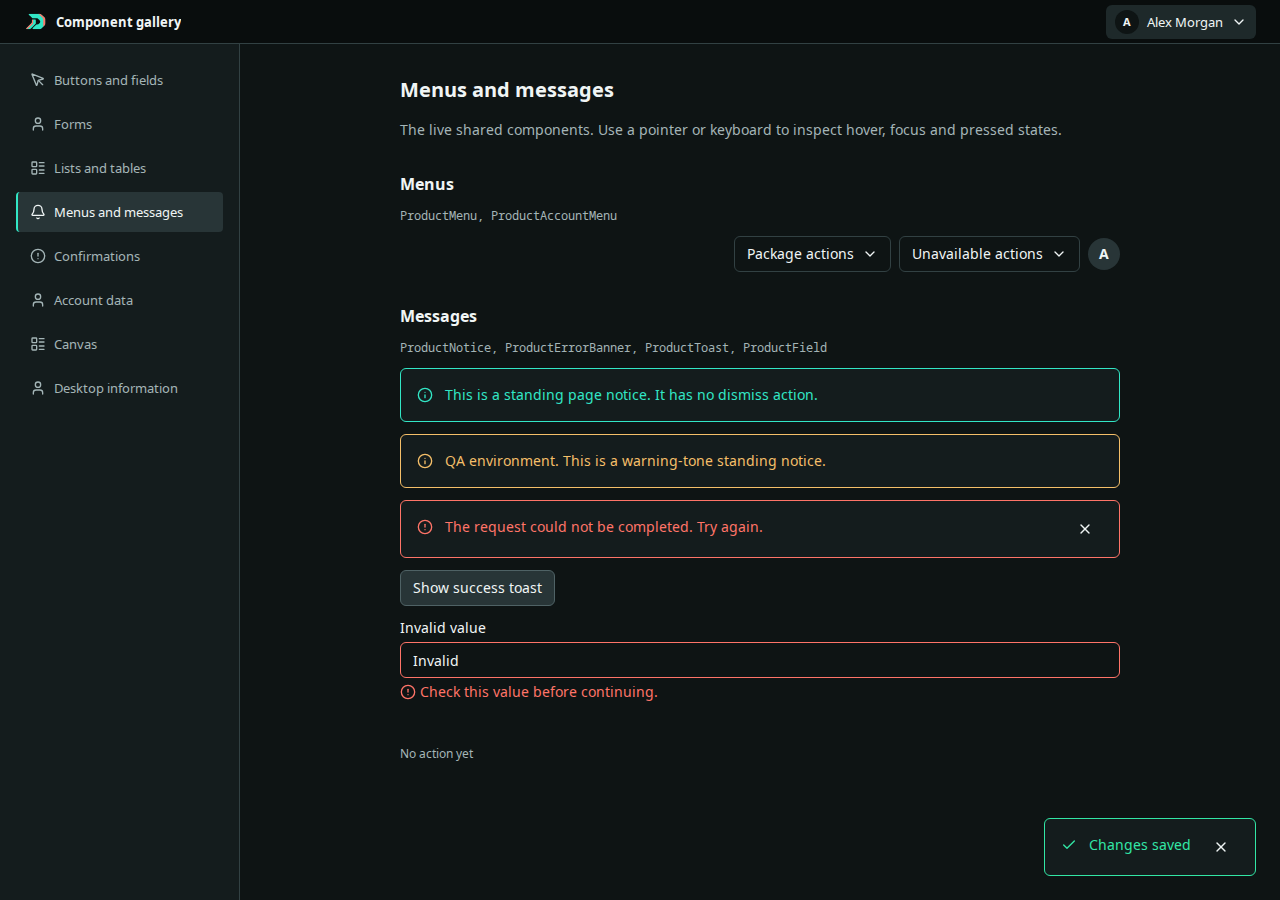 Component gallery
A
Alex Morgan
Buttons and fields
Forms
Lists and tables
Menus and messages
Confirmations
Account data
Canvas
Desktop information
Menus and messages
The live shared components. Use a pointer or keyboard to inspect hover, focus and pressed states.
Menus
ProductMenu, ProductAccountMenu
Package actions
Unavailable actions
A
Messages
ProductNotice, ProductErrorBanner, ProductToast, ProductField
This is a standing page notice. It has no dismiss action.
QA environment. This is a warning-tone standing notice.
The request could not be completed. Try again.
Show success toast
Invalid value
Invalid
Check this value before continuing.
No action yet
Changes saved